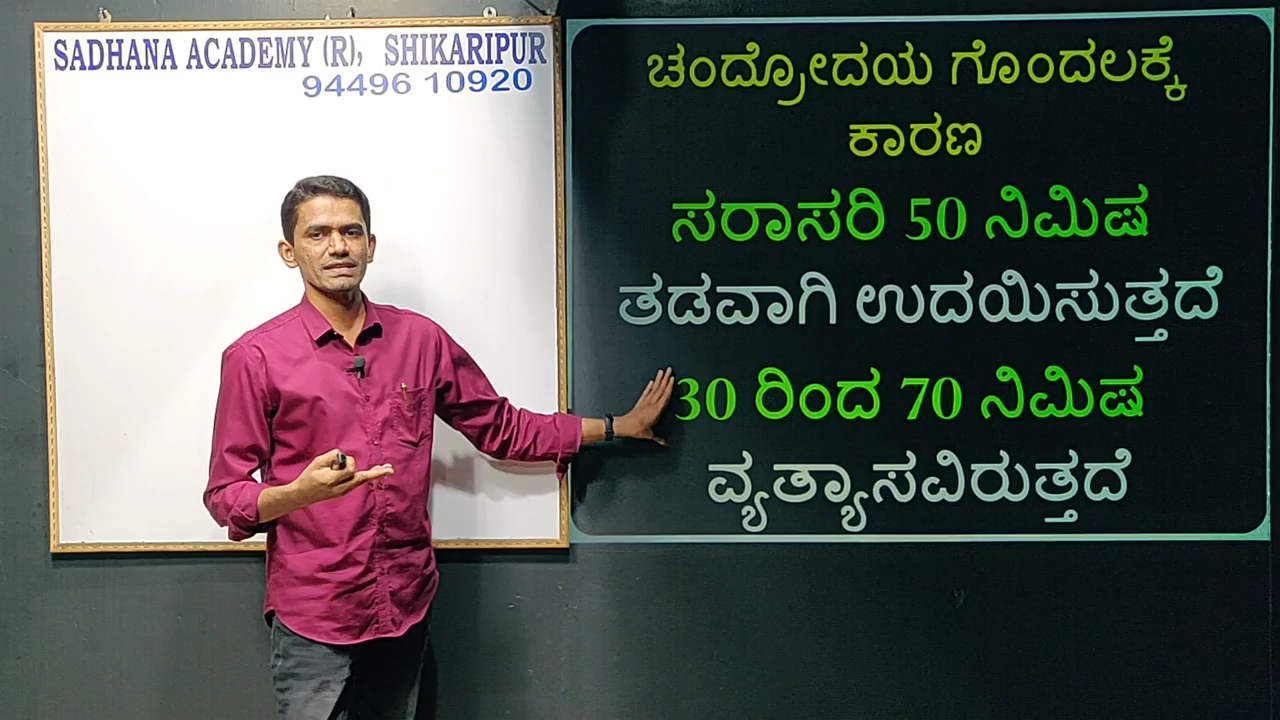 SADHANA ACADEMY (R), SHIKARIPUR
94496 10920
ಚಂದ್ರೋದಯ ಗೊಂದಲಕ್ಕೆ
ಕಾರಣ
ಸರಾಸರಿ 50 ನಿಮಿಷ
ತಡವಾಗಿ ಉದಯಿಸುತ್ತದೆ
30 ರಿಂದ 70 ನಿಮಿಷ
ವ್ಯತ್ಯಾಸವಿರುತ್ತದೆ